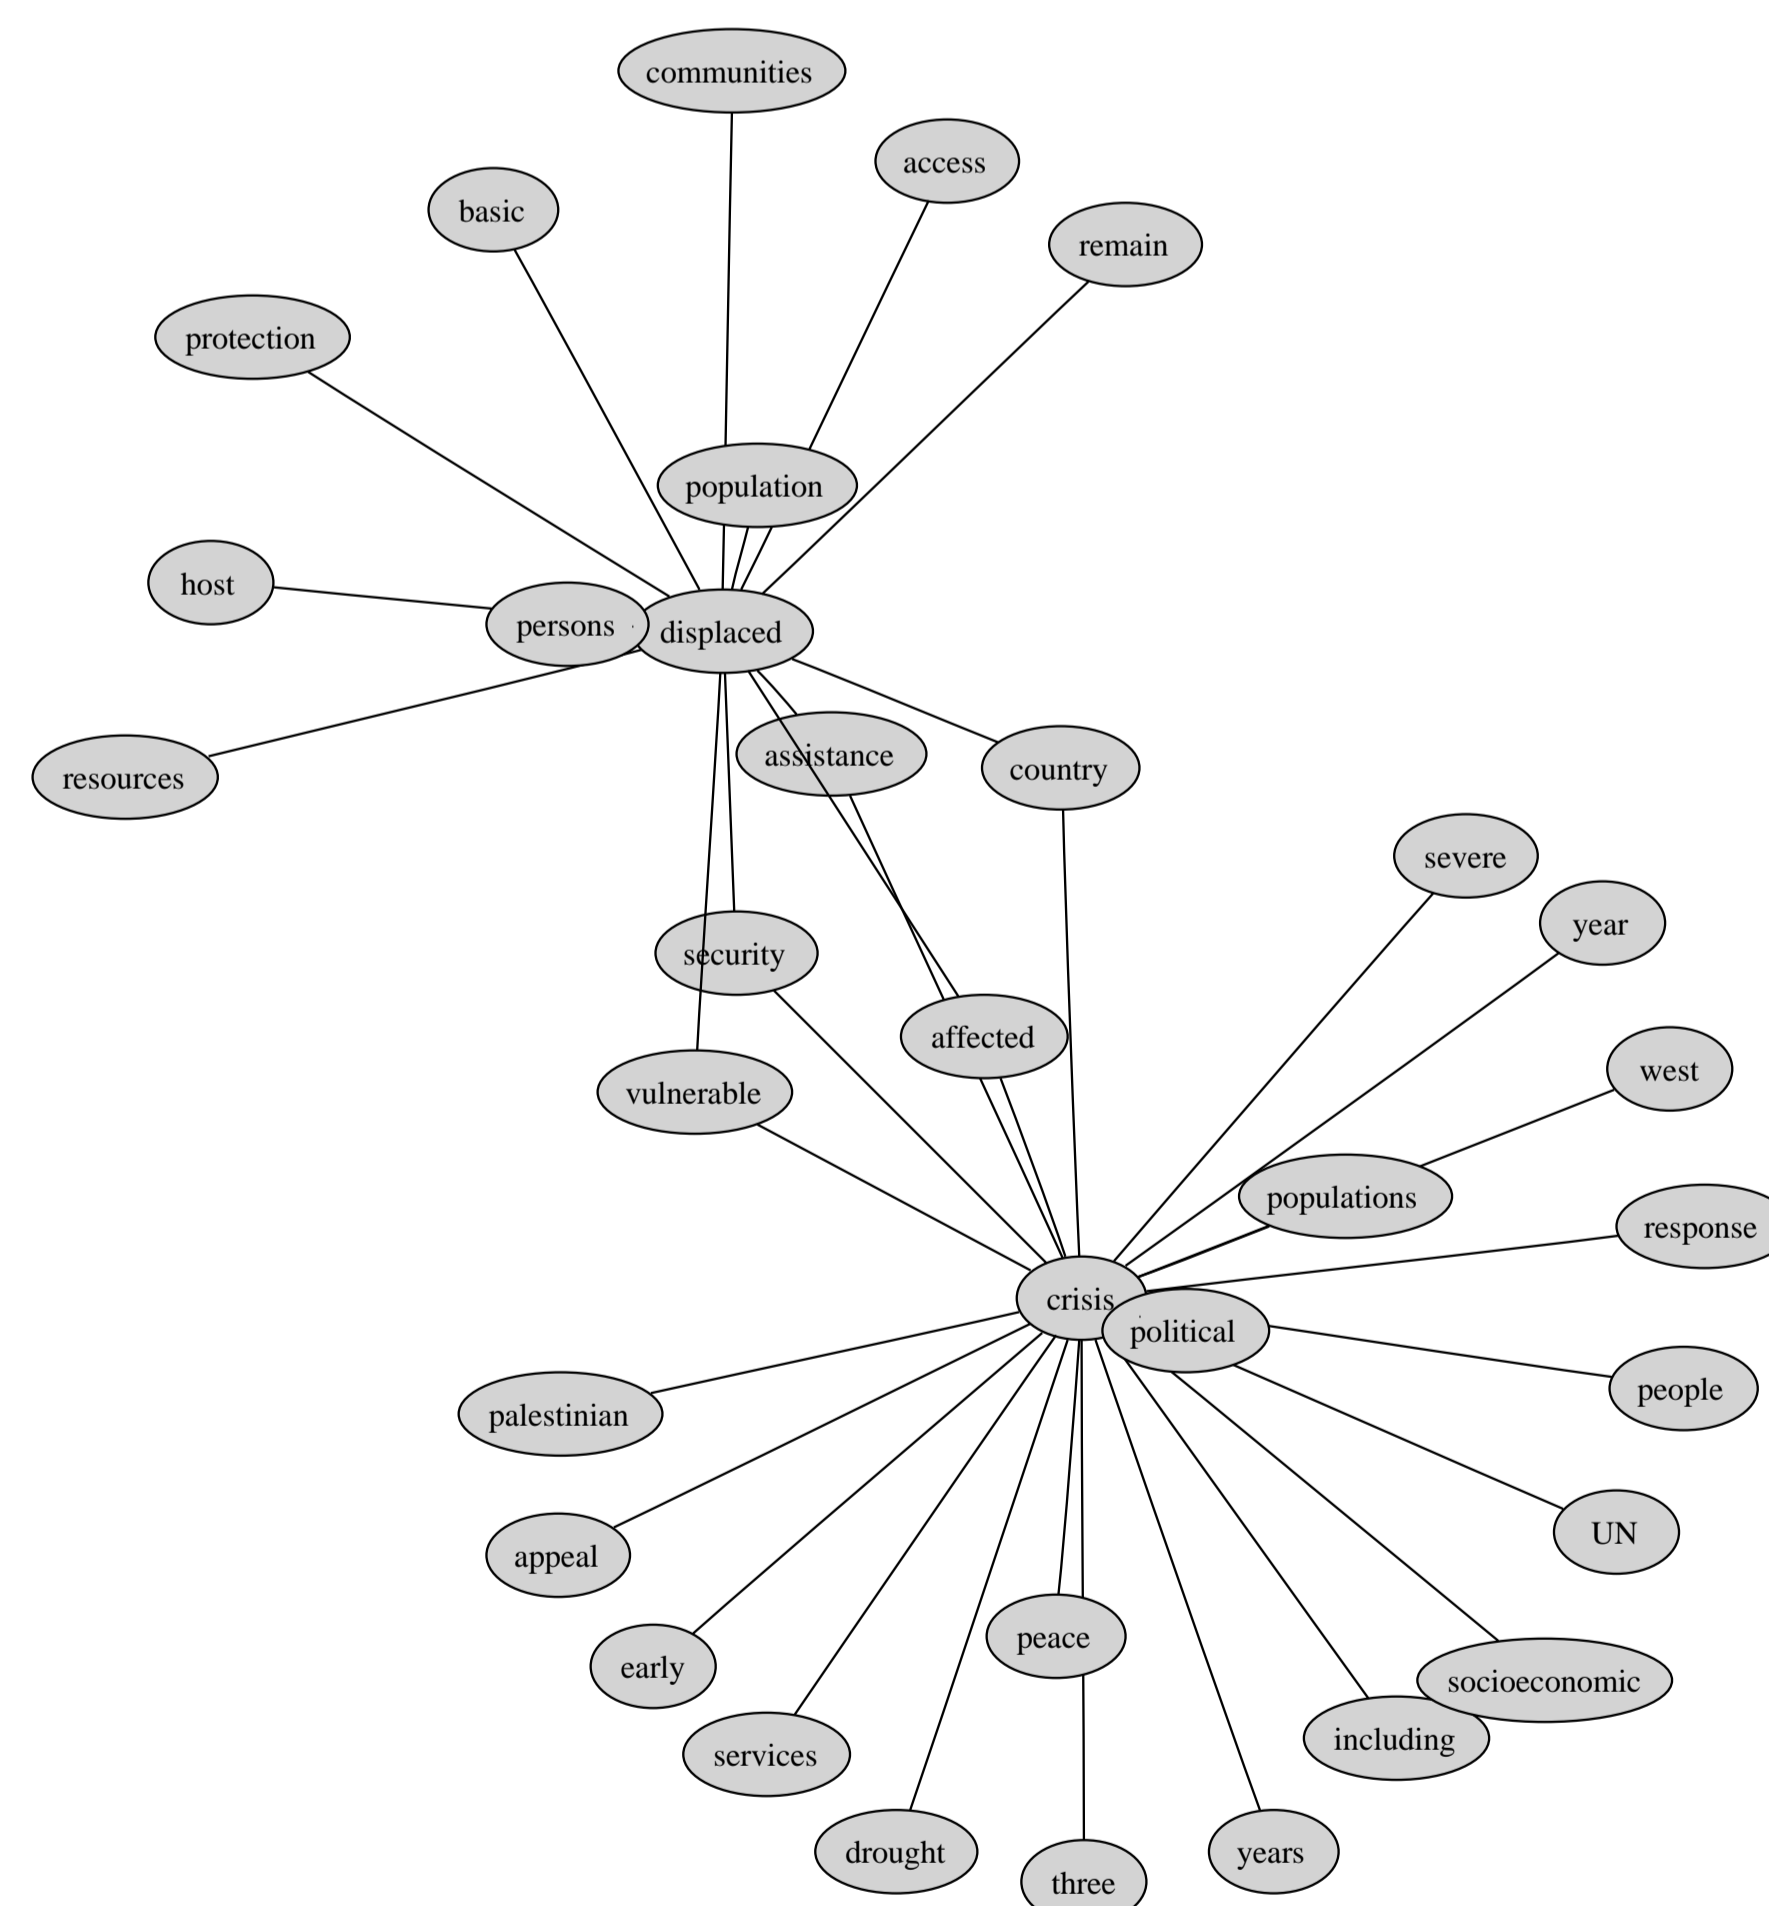 communities
access
basic
remain
protection
population
host
persons
displaced
resources
assistance
country
severe
year
security
affected
west
vulnerable
populations
response
crisis
political
people
palestinian
UN
appeal
peace
early
socioeconomic
including
services
drought
years
three